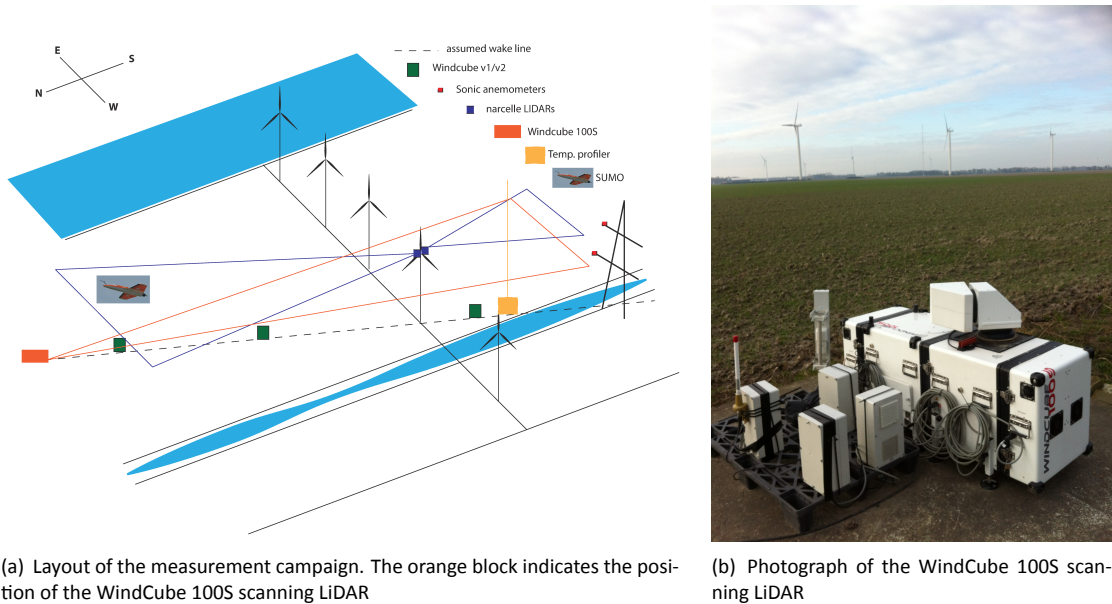 E
S
N
W
assumed wake line
Windcube v1/v2
Sonic anemometers
narcelle LIDARs
Windcube 100S
Temp. profiler
SUMO
WINDCUBE
100S
(a) Layout of the measurement campaign. The orange block indicates the posi-
tion of the WindCube 100S scanning LiDAR
(b) Photograph of the WindCube 100S scan-
ning LiDAR